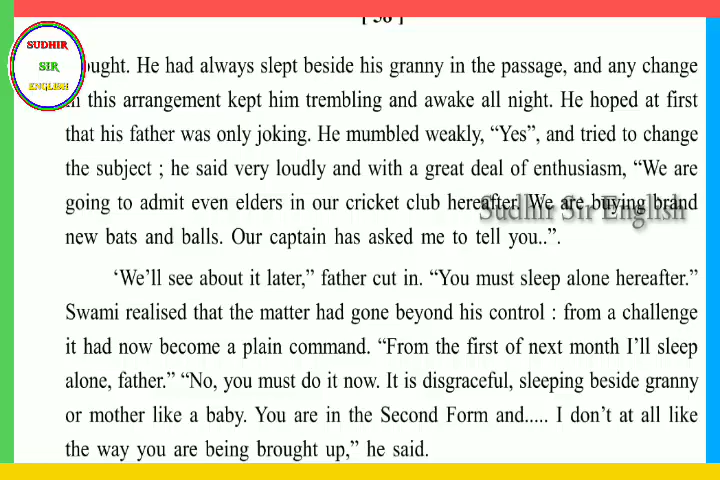 [ 58 ]
SUDHIR
SIR
ENGLISH
ought. He had always slept beside his granny in the passage, and any change
this arrangement kept him trembling and awake all night. He hoped at first
that his father was only joking. He mumbled weakly, “Yes”, and tried to change
the subject ; he said very loudly and with a great deal of enthusiasm, “We are
going to admit even elders in our cricket club hereafter. We are buying brand
Sudhir Sir English
new bats and balls. Our captain has asked me to tell you..”.
‘We’ll see about it later,” father cut in. “You must sleep alone hereafter.”
Swami realised that the matter had gone beyond his control : from a challenge
it had now become a plain command. “From the first of next month I’ll sleep
alone, father.” “No, you must do it now. It is disgraceful, sleeping beside granny
or mother like a baby. You are in the Second Form and..... I don’t at all like
the way you are being brought up,” he said.